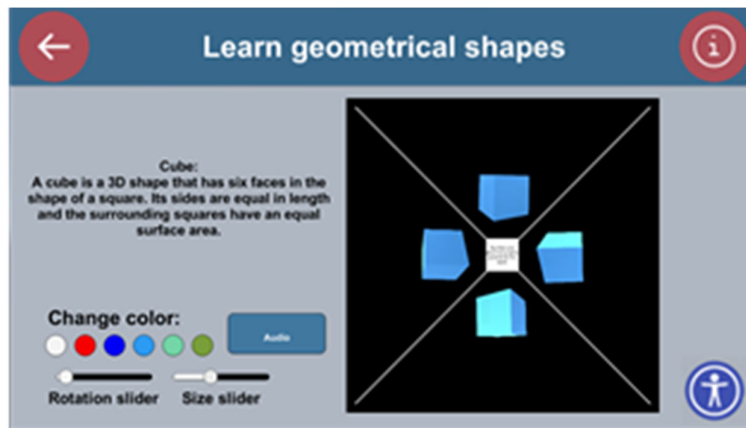 Learn geometrical shapes
Cube:
A cube is a 3D shape that has six faces in the
shape of a square. Its sides are equal in length
and the surrounding squares have an equal
surface area.
Change color:
Audio
Rotation slider
Size slider